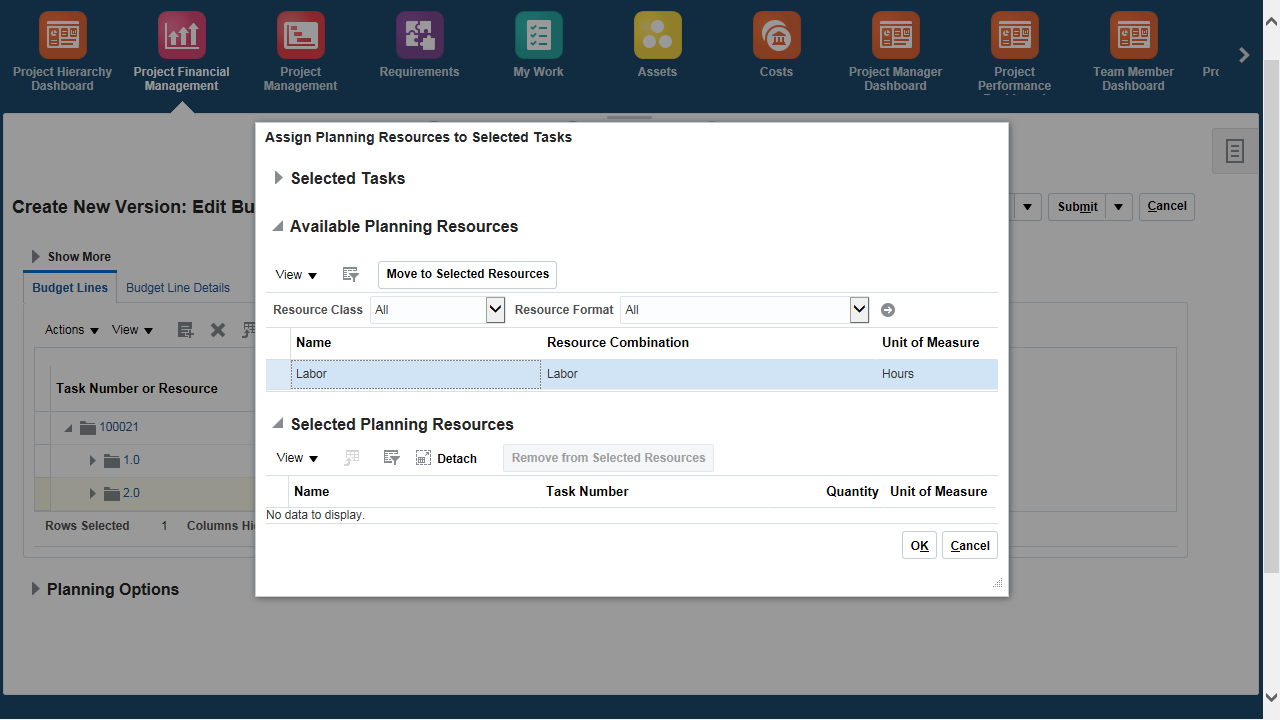 Project Hierarchy
Dashboard
Project Financial
Management
Project
Management
Requirements
My Work
Assets
Costs
Project Manager
Dashboard
Project
Performance
Team Member
Dashboard
Assign Planning Resources to Selected Tasks
Selected Tasks
Create New Version: Edit Bu
Submit
Cancel
Available Planning Resources
Show More
View
Move to Selected Resources
Budget Lines
Budget Line Details
Resource Class All Resource Format All
Actions View
Name Resource Combination Unit of Measure
Labor Labor Hours
Task Number or Resource
Selected Planning Resources
100021
View Detach Remove from Selected Resources
1.0
Name Task Number Quantity Unit of Measure
2.0
No data to display.
Rows Selected 1 Columns Hi
OK Cancel
Planning Options